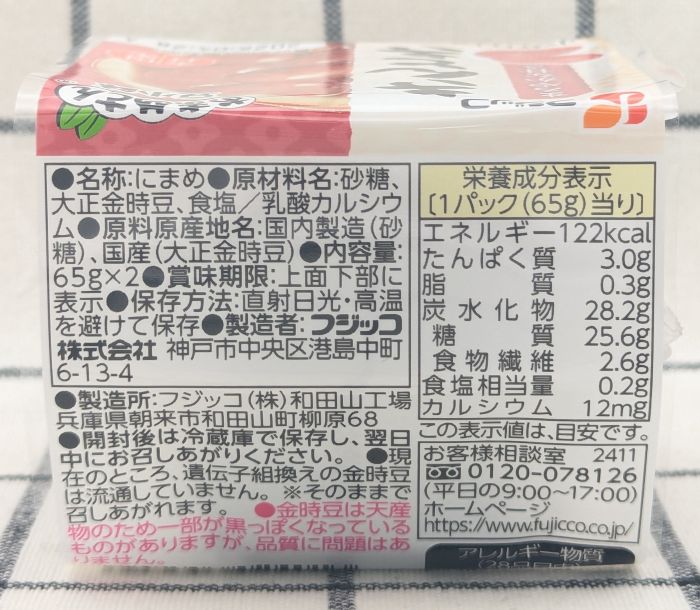 フジッコ
●名称:にまめ●原材料名:砂糖、
大正金時豆、食塩／乳酸カルシウ
ム●原料原産地名:国内製造(砂
糖)、国産(大正金時豆)●内容量:
65g×2●賞味期限:上面下部に
表示●保存方法:直射日光・高温
を避けて保存●製造者:フジッコ
株式会社 神戸市中央区港島中町
6-13-4
●製造所:フジッコ(株)和田山工場
兵庫県朝来市和田山町柳原68
●開封後は冷蔵庫で保存し、翌日
中にお召しあがりください。 ●現
在のところ、遺伝子組換えの金時豆
は流通していません。※そのままで
召しあがれます。 ●金時豆は天産
物のため一部が黒っぽくなっている
ものがありますが、品質に問題はあ
りません。
栄養成分表示
〔1パック(65g)当り〕
エネルギー 122kcal
たんぱく質 3.0g
脂質 0.3g
炭水化物 28.2g
糖質 25.6g
食物繊維 2.6g
食塩相当量 0.2g
カルシウム 12mg
この表示値は、目安です。
お客様相談室 2411
0120-078126
(平日の9:00~17:00)
ホームページ
https://www.fujicco.co.jp/
アレルギー物質